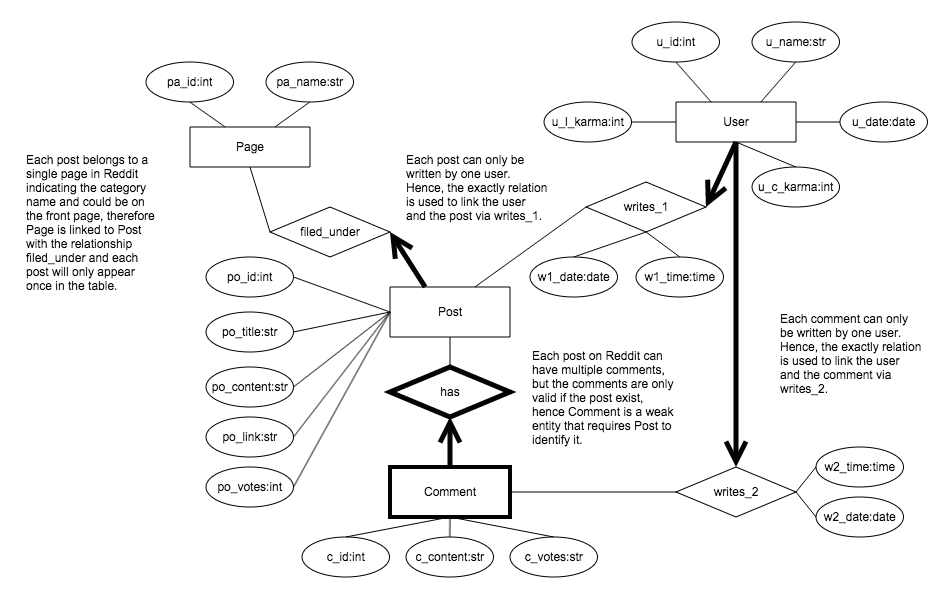 u_id:int
u_name:str
pa_id:int
pa_name:str
u_l_karma:int
User
u_date:date
Page
Each post belongs to a
single page in Reddit
indicating the category
name and could be on
the front page, therefore
Page is linked to Post
with the relationship
filed_under and each
post will only appear
once in the table.
Each post can only be
written by one user.
Hence, the exactly relation
is used to link the user
and the post via writes_1.
u_c_karma:int
writes_1
filed_under
po_id:int
w1_date:date
w1_time:time
Post
po_title:str
Each comment can only
be written by one user.
Hence, the exactly relation
is used to link the user
and the comment via
writes_2.
Each post on Reddit can
have multiple comments,
but the comments are only
valid if the post exist,
hence Comment is a weak
entity that requires Post to
identify it.
po_content:str
has
po_link:str
po_votes:int
Comment
writes_2
w2_time:time
w2_date:date
c_id:int
c_content:str
c_votes:str